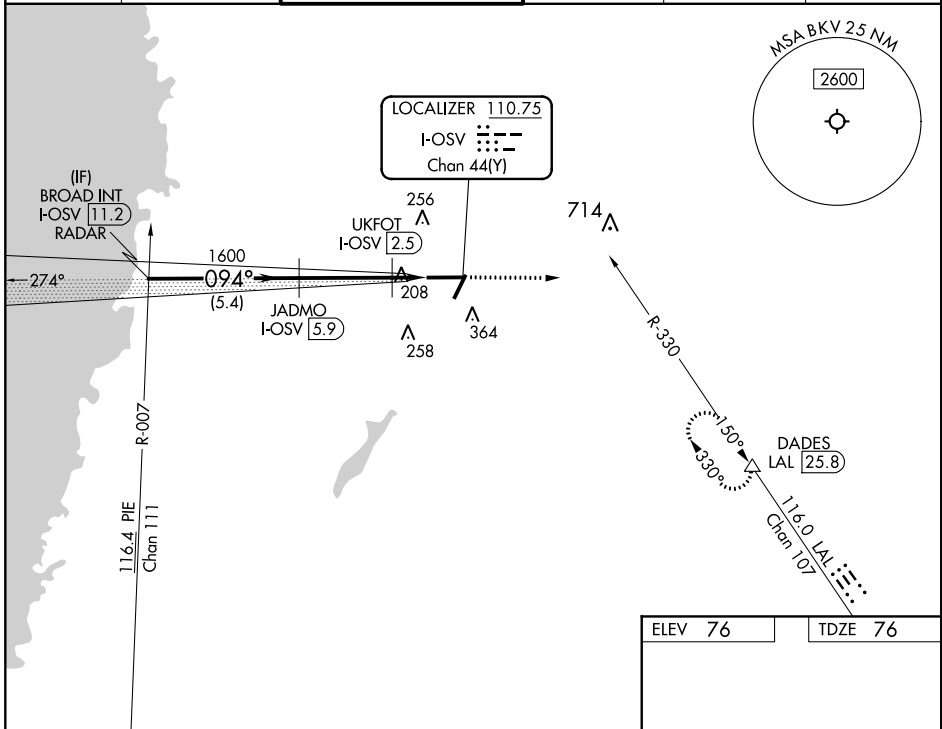 MSA BKV 25 NM
2600
LOCALIZER 110.75
I-OSV
Chan 44(Y)
(IF)
BROAD INT
I-OSV 11.2
RADAR
256
UKFOT
I-OSV 2.5
714
1600
274°
094°
(5.4)
208
JADMO
I-OSV 5.9
364
258
R-330
R-007
150°
330°
DADES
LAL 25.8
116.4 PIE
Chan 111
116.0 LAL
Chan 107
ELEV 76
TDZE 76